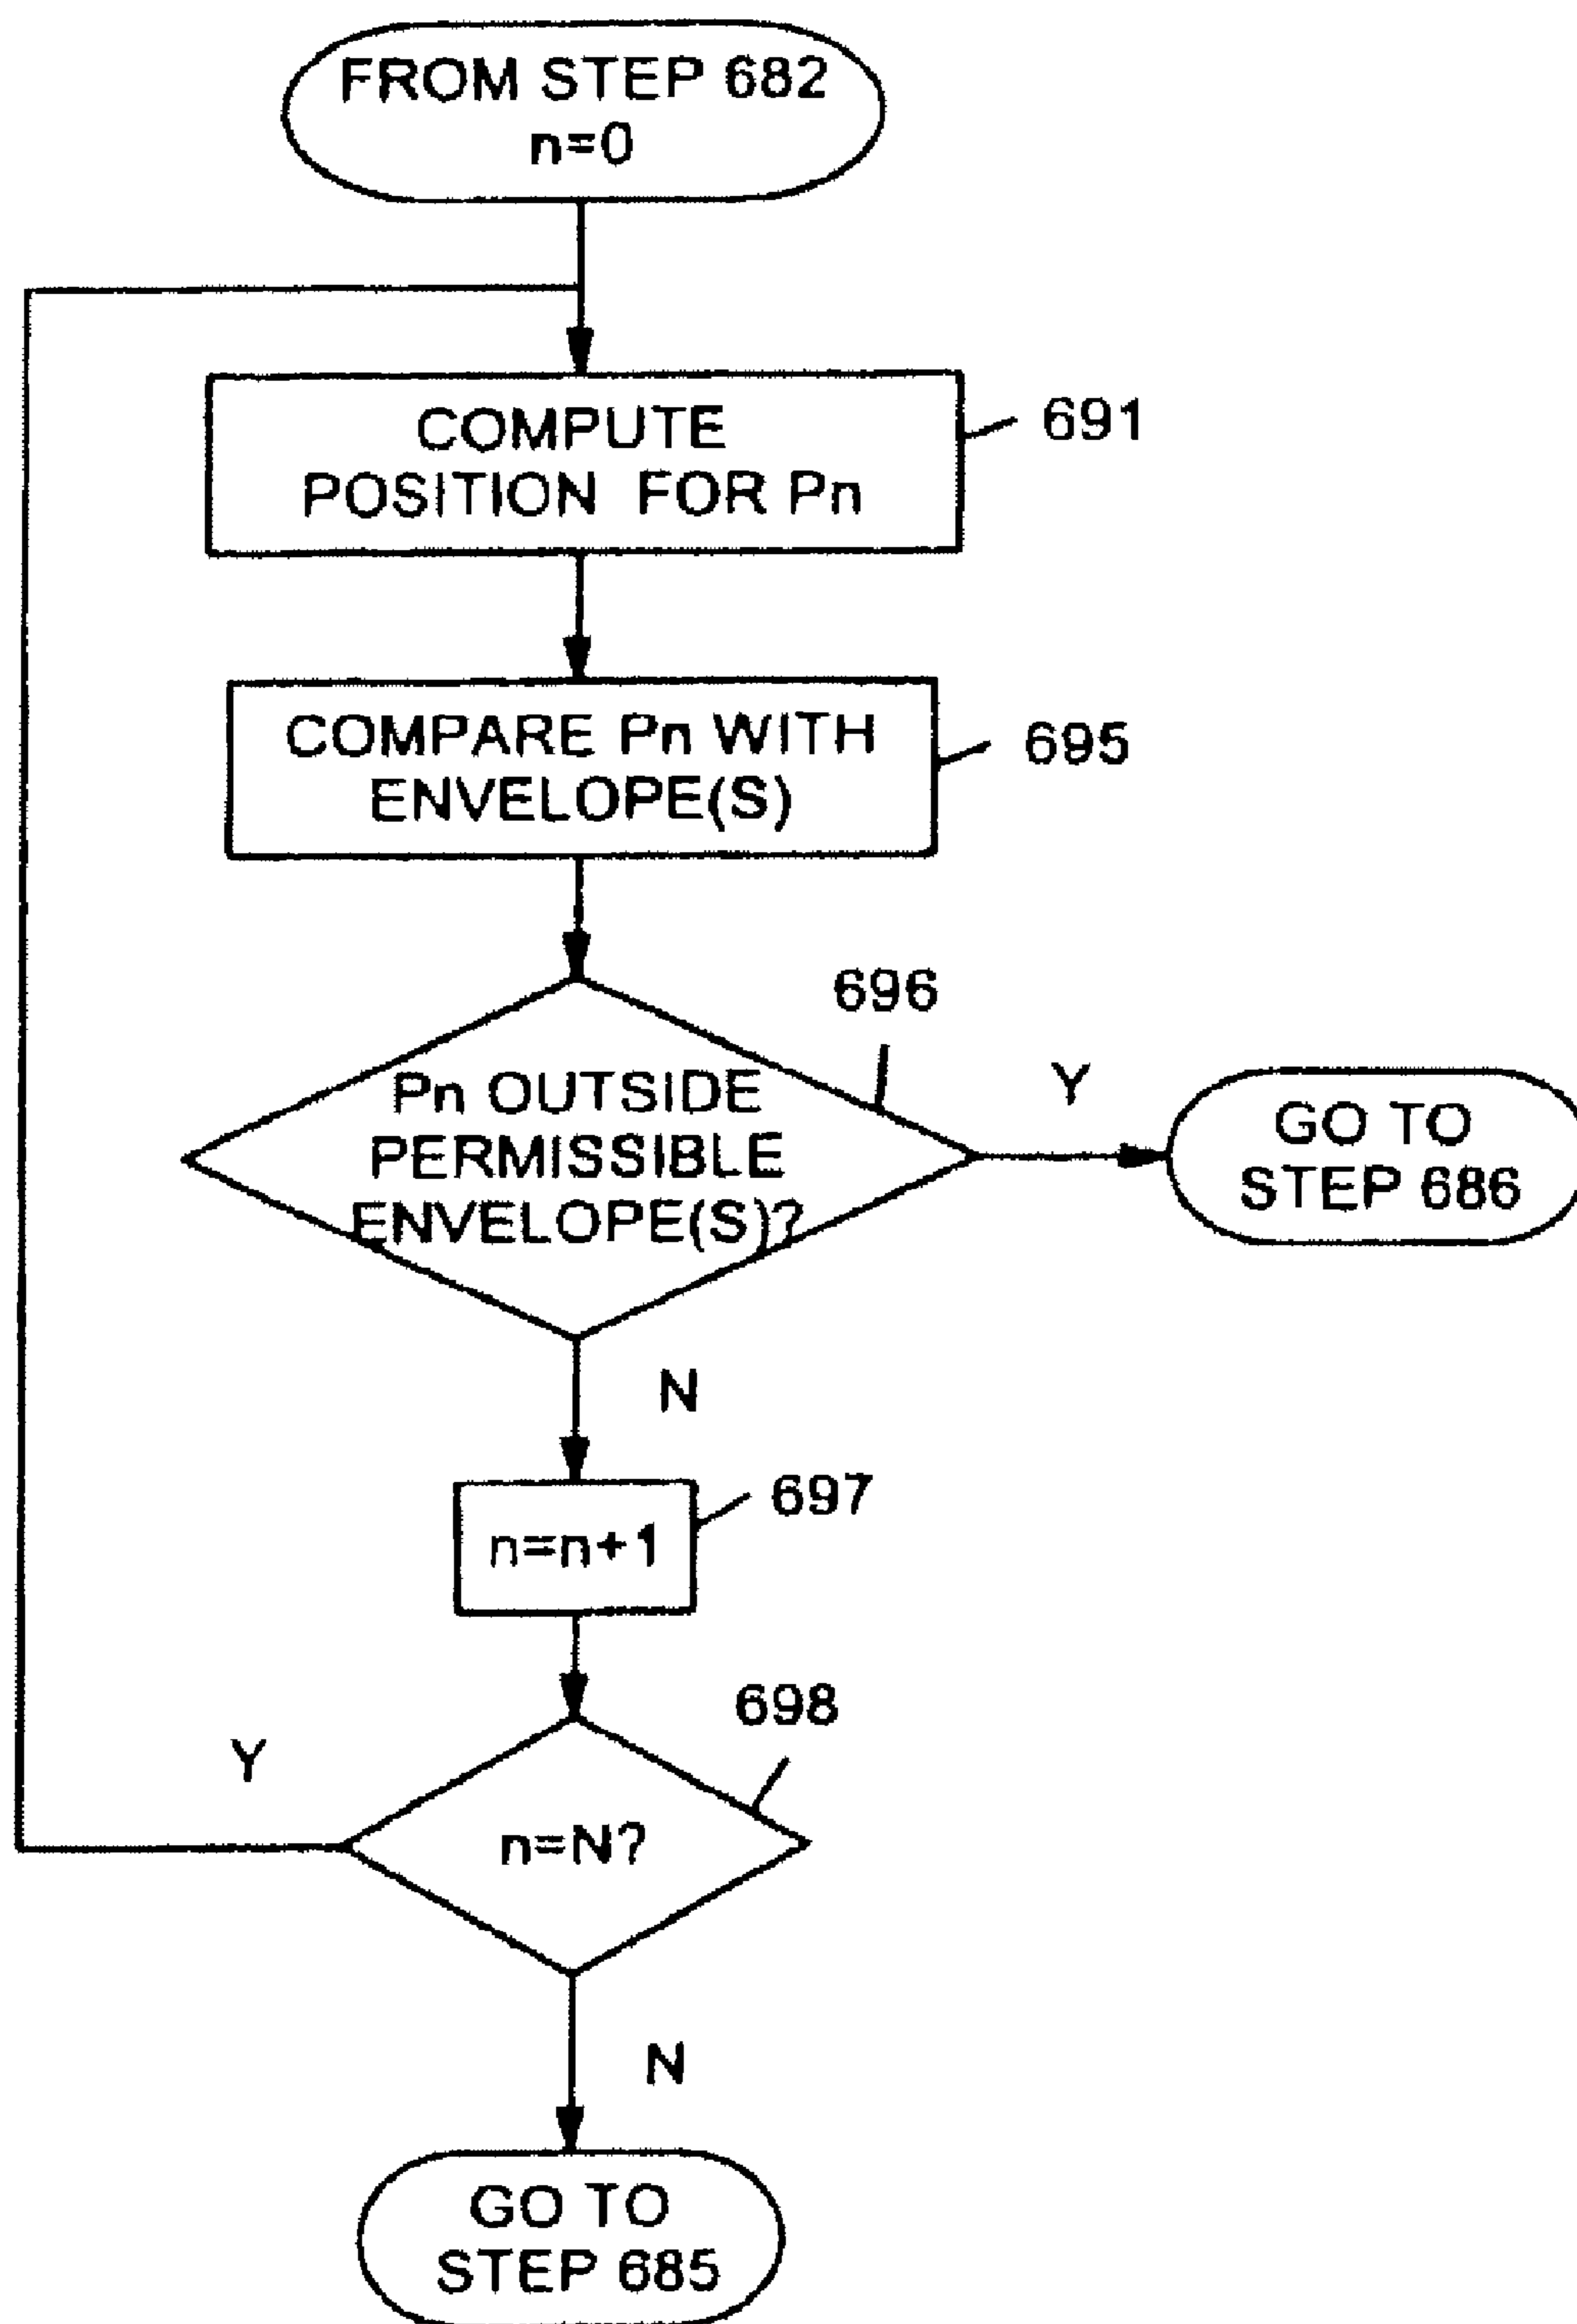 FROM STEP 682
n=0
COMPUTE
POSITION FOR Pn
691
COMPARE Pn WITH
ENVELOPE(S)
695
696
Pn OUTSIDE
PERMISSIBLE
ENVELOPE(S)?
Y
GO TO
STEP 686
N
n=n+1
697
698
Y
n=N?
N
GO TO
STEP 685